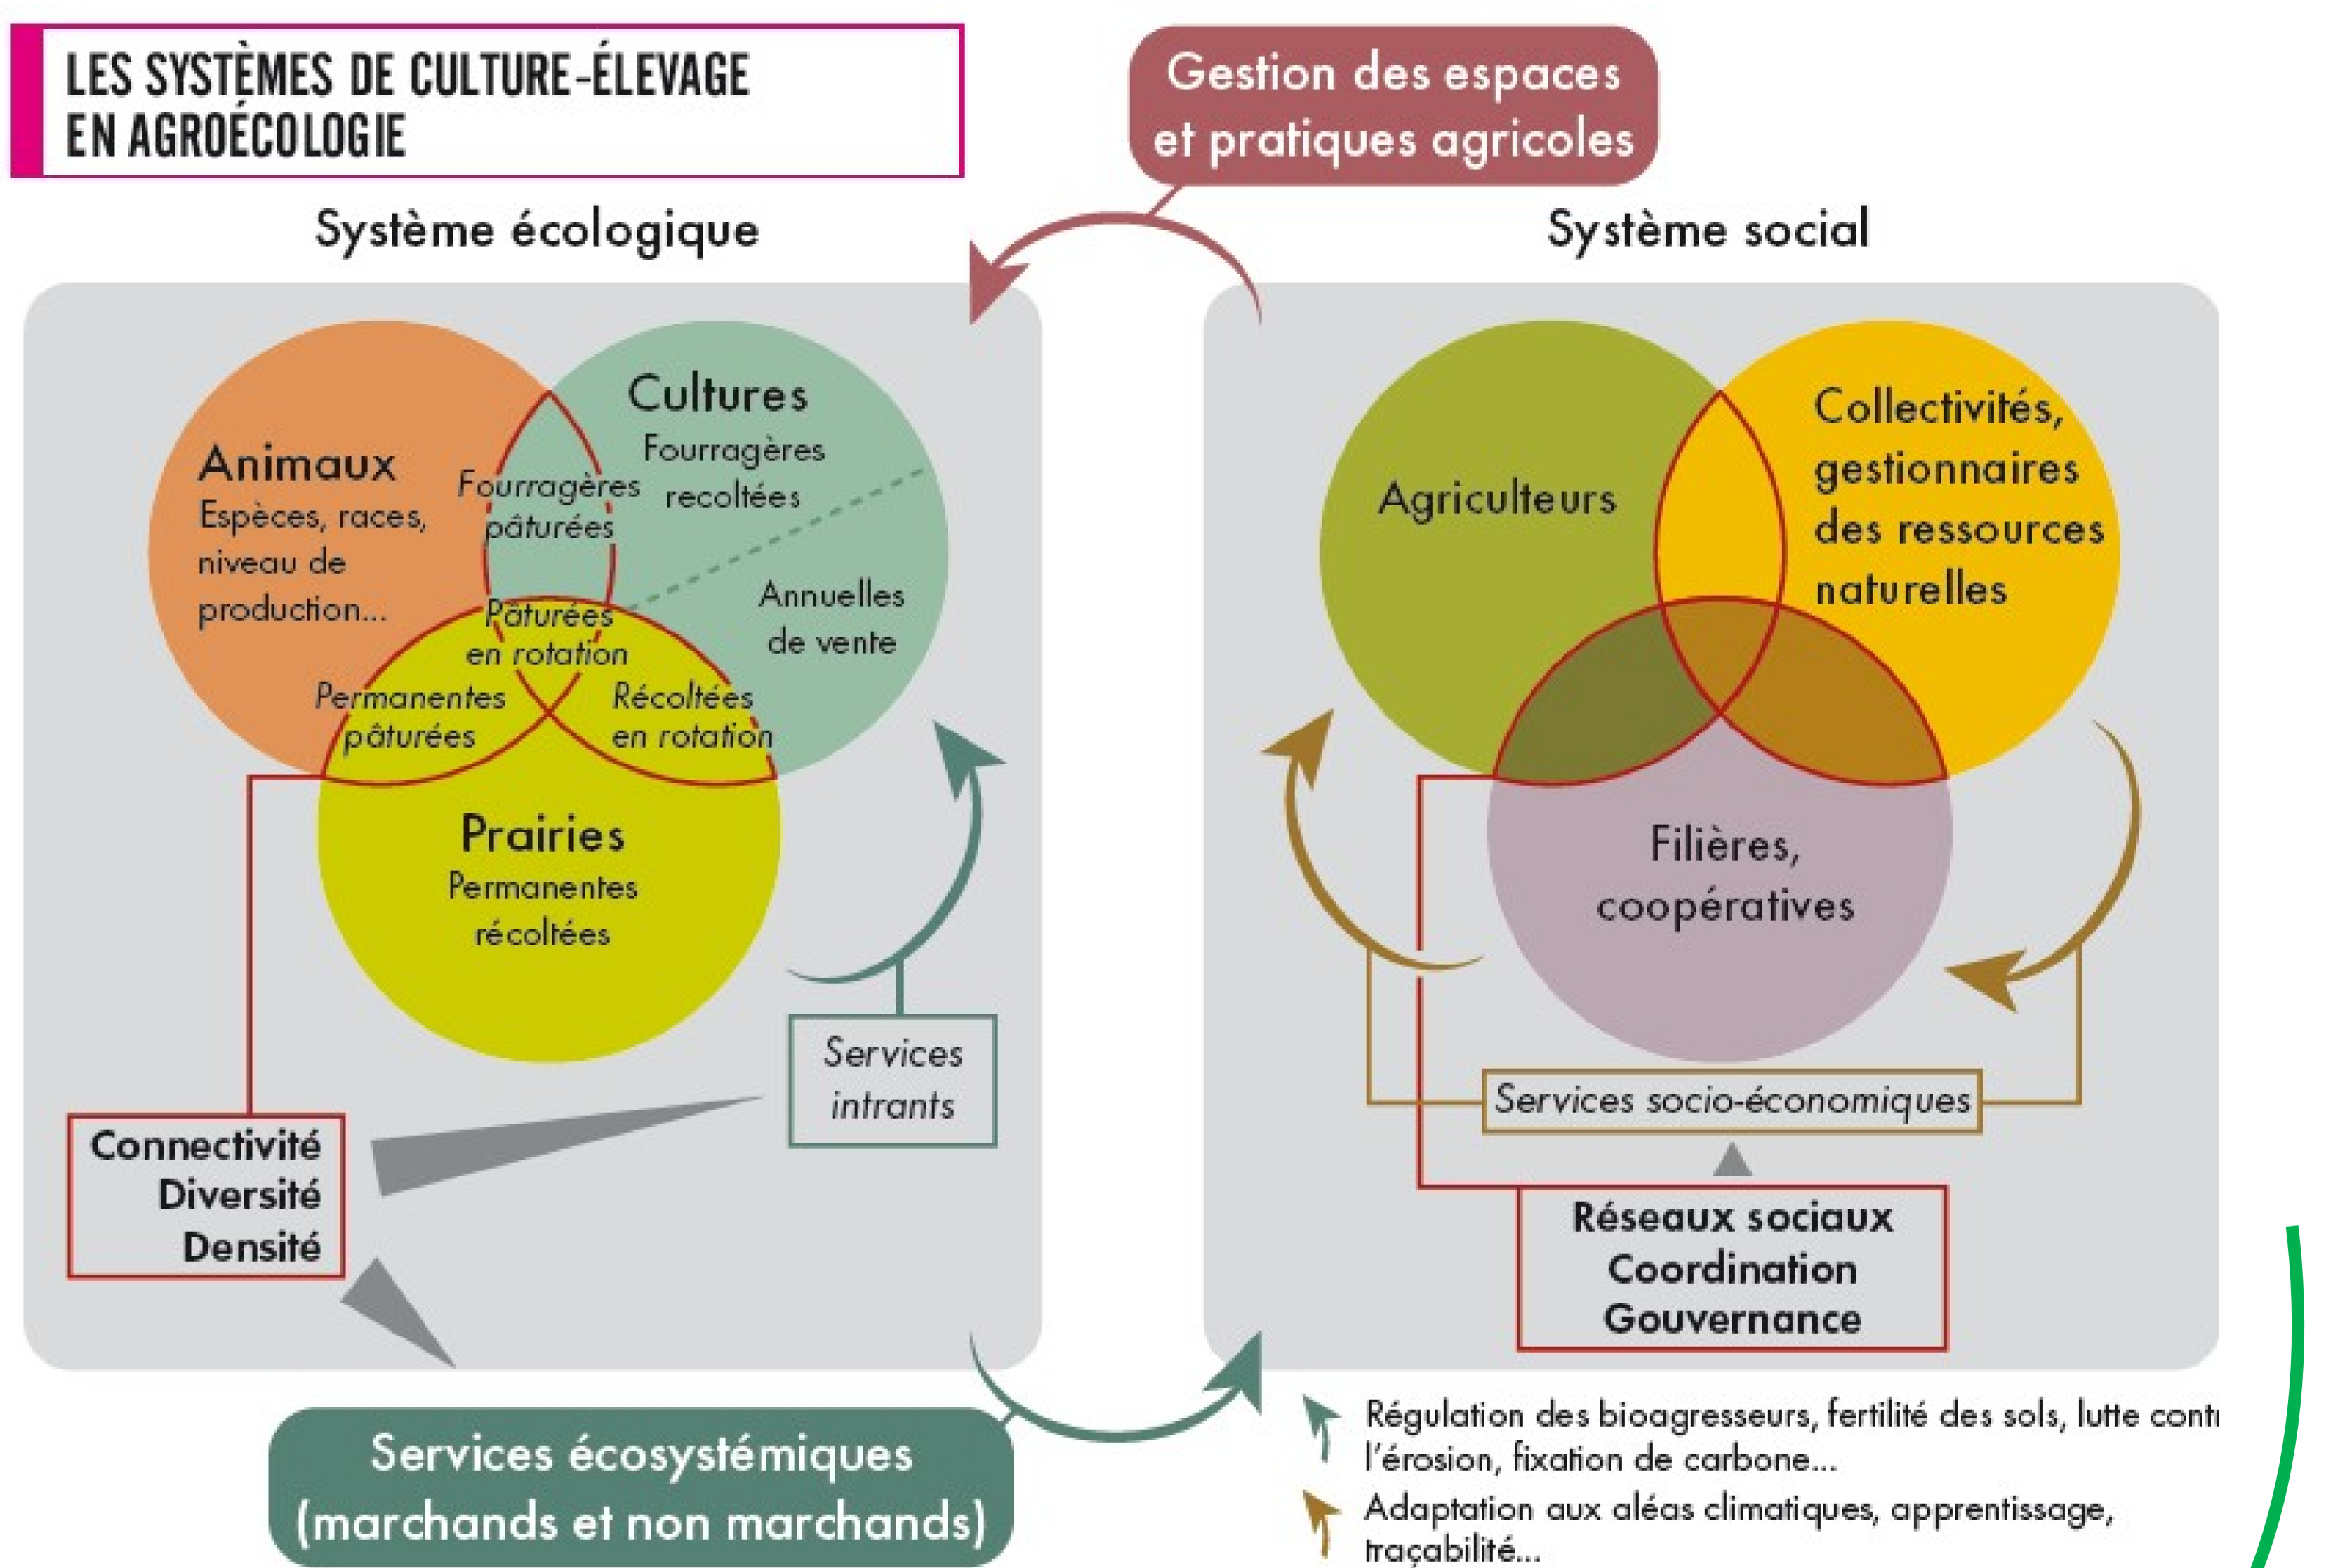 LES SYSTÈMES DE CULTURE-ÉLEVAGE
EN AGROÉCOLOGIE
Gestion des espaces
et pratiques agricoles
Système écologique
Système social
Animaux
Espèces, races,
niveau de
production...
Fourragères
pâturées
Cultures
Fourragères
recoltées
Annuelles
de vente
Pâturées
en rotation
Permanentes
pâturées
Récoltées
en rotation
Prairies
Permanentes
récoltées
Services
intrants
Connectivité
Diversité
Densité
Agriculteurs
Collectivités,
gestionnaires
des ressources
naturelles
Filières,
coopératives
Services socio-économiques
Réseaux sociaux
Coordination
Gouvernance
Services écosystémiques
(marchands et non marchands)
Régulation des bioagresseurs, fertilité des sols, lutte
l'érosion, fixation de carbone...
Adaptation aux aléas climatiques, apprentissage,
traçabilité...